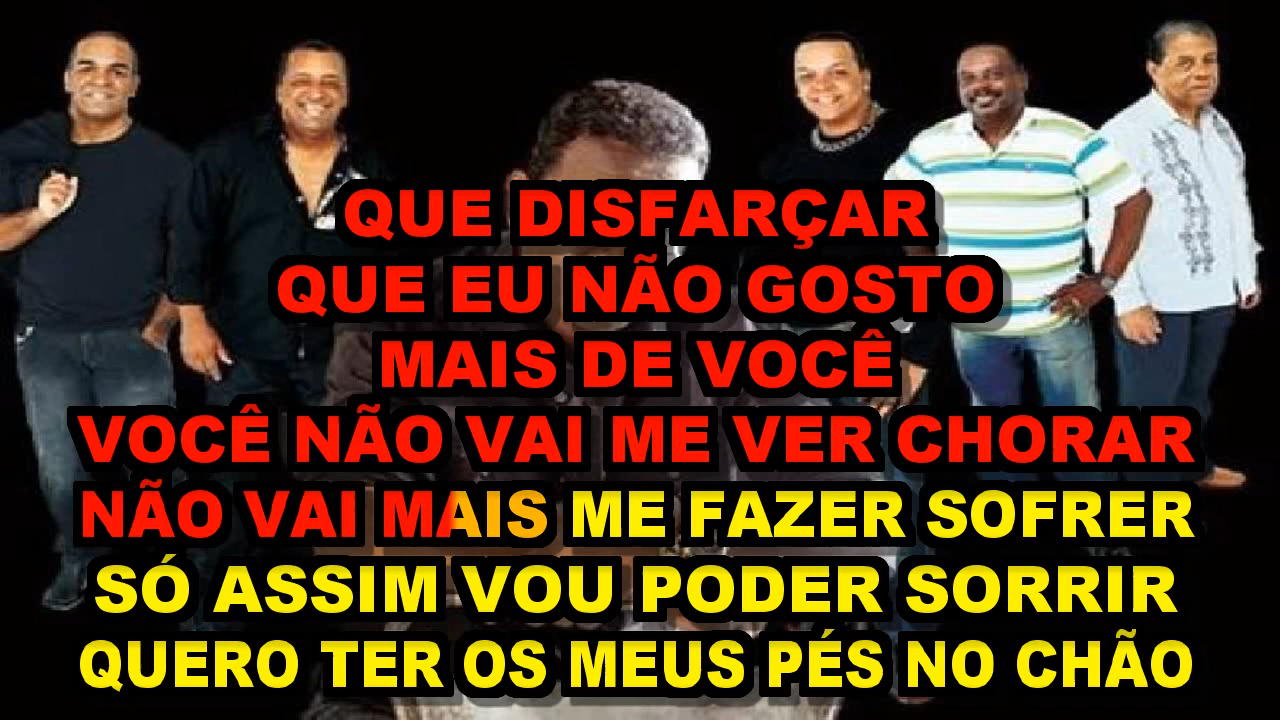 QUE DISFARÇAR
QUE EU NÃO GOSTO
MAIS DE VOCÊ
VOCÊ NÃO VAI ME VER CHORAR
NÃO VAI MAIS ME FAZER SOFRER
SÓ ASSIM VOU PODER SORRIR
QUERO TER OS MEUS PÉS NO CHÃO